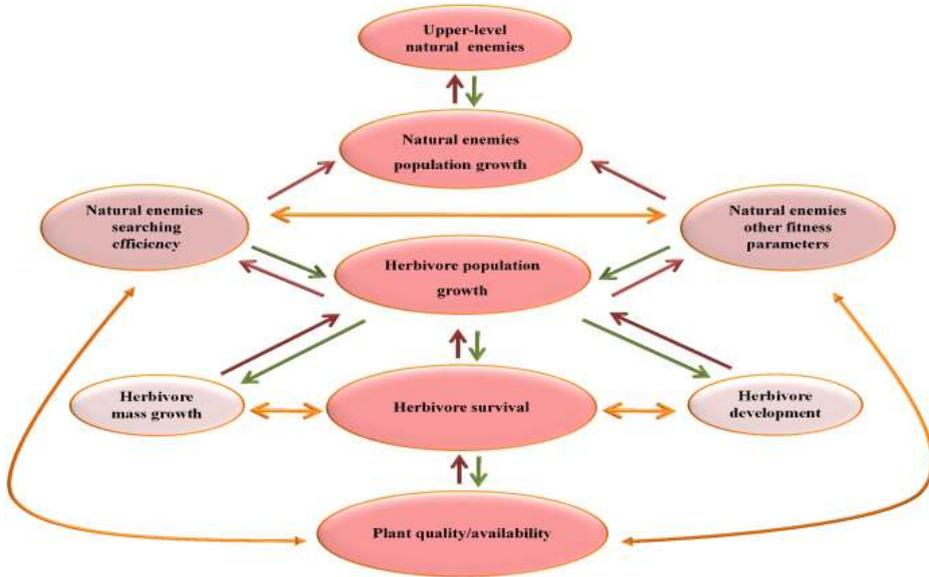 Upper-level
natural enemies
Natural enemies
population growth
Natural enemies
searching
efficiency
Natural enemies
other fitness
parameters
Herbivore population
growth
Herbivore
mass growth
Herbivore survival
Herbivore
development
Plant quality/availability